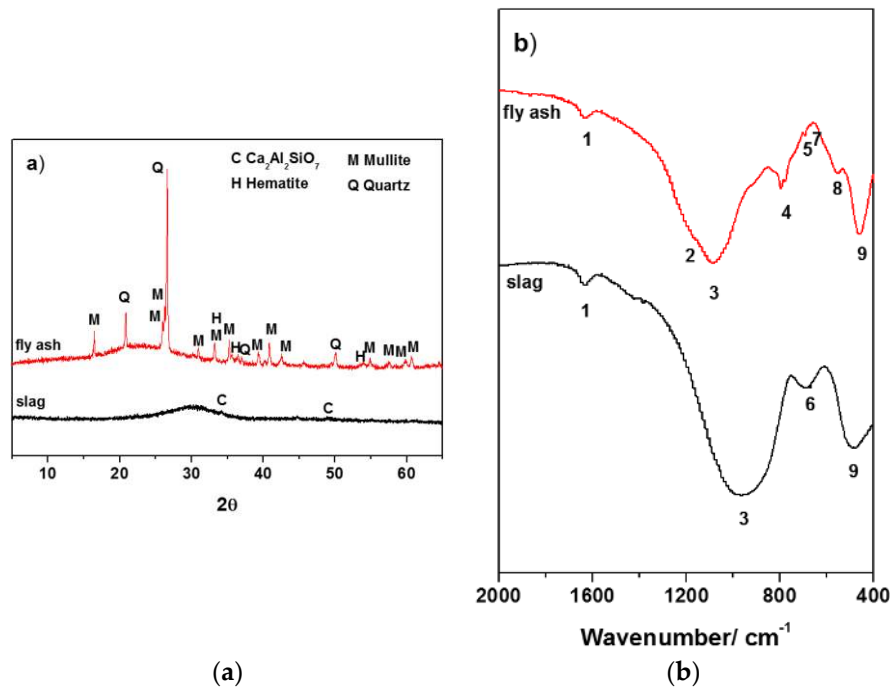 a)
C Ca2Al2SiO7 M Mullite
H Hematite Q Quartz
Q
Q
M
M
M
M
H
M
M
H
Q
M
M
M
Q
H
M
M
M
M
fly ash
slag
C
C
10 20 30 40 50 60
2θ
(a)
b)
fly ash
1
2
3
4
5
7
8
9
slag
1
3
6
9
2000 1600 1200 800 400
Wavenumber/ cm-1
(b)